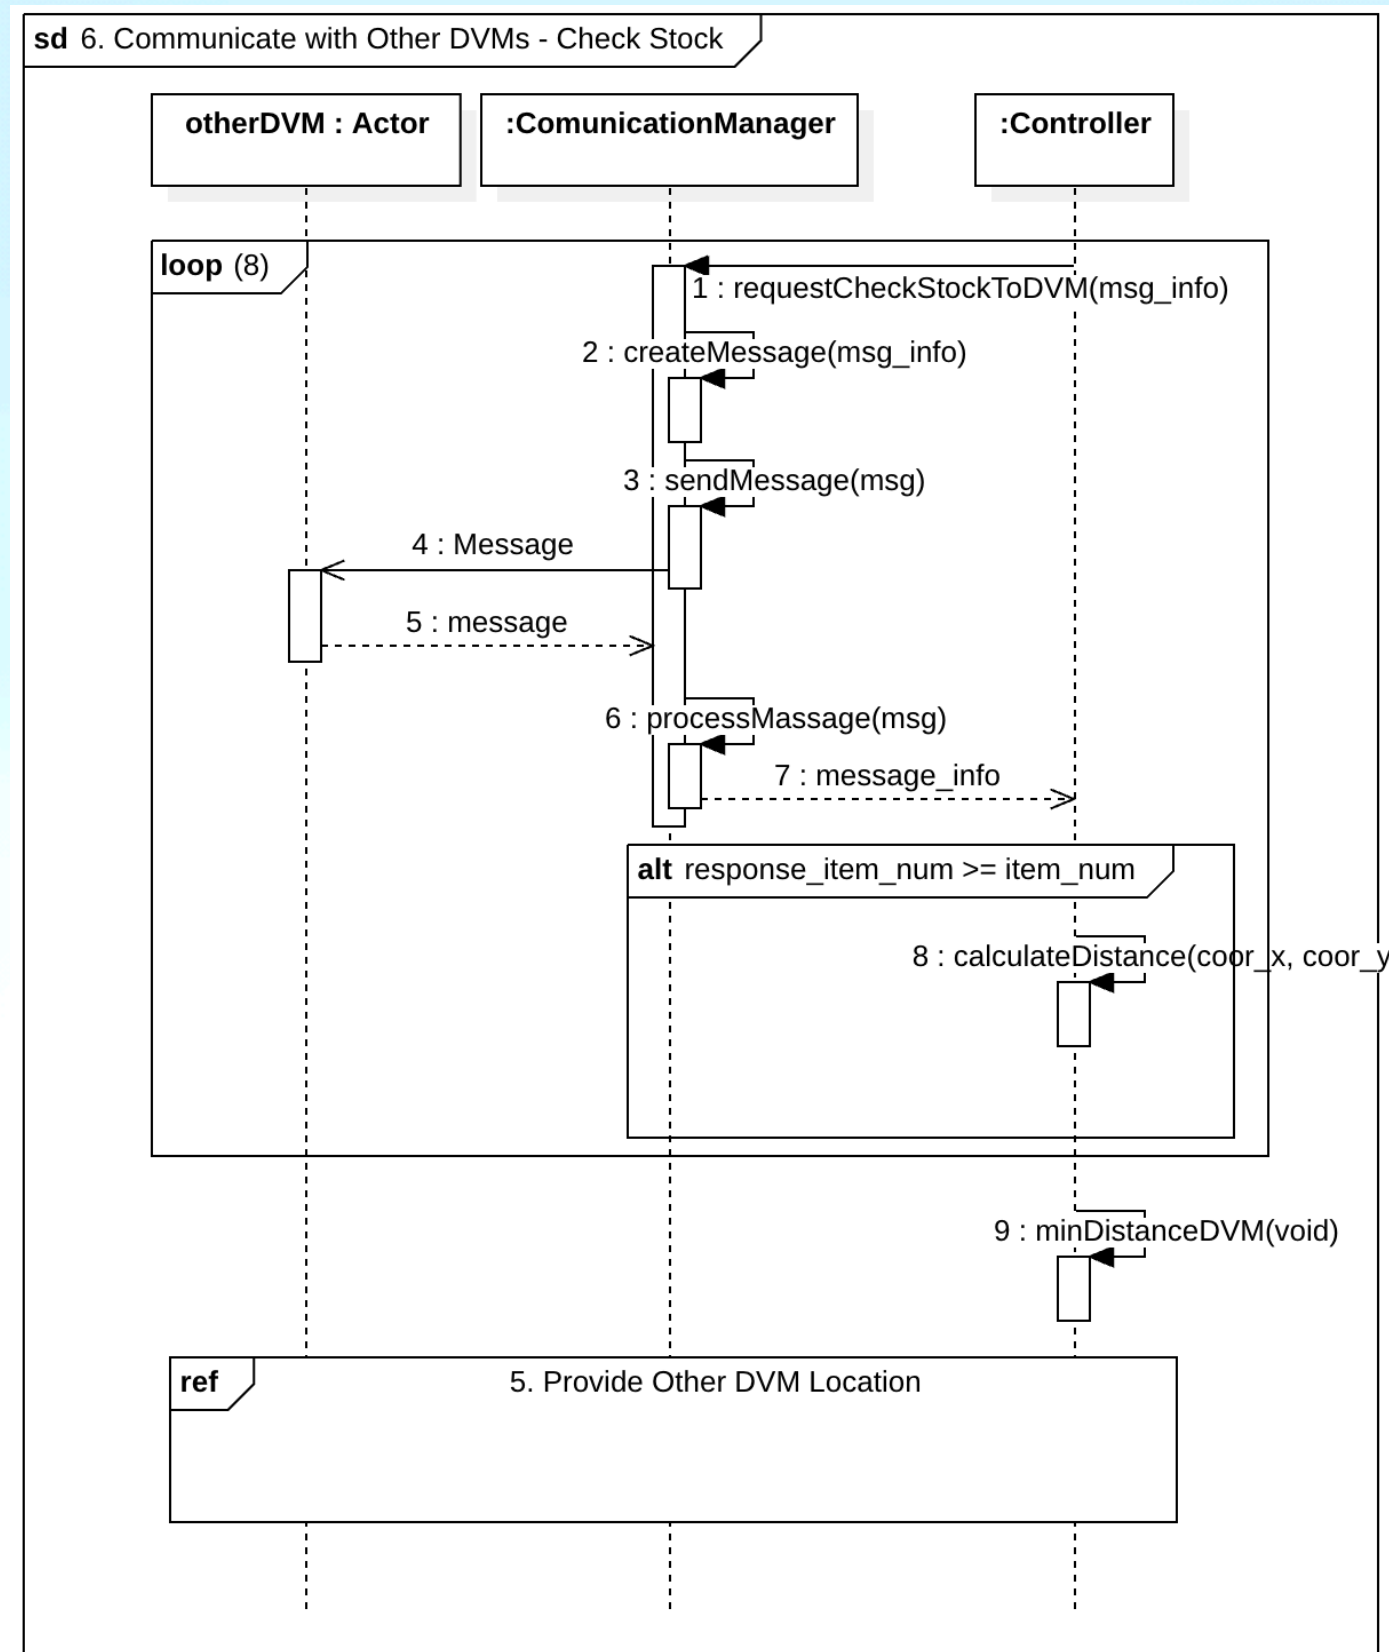 sd 6. Communicate with Other DVMs - Check Stock
otherDVM : Actor
:ComunicationManager
:Controller
loop (8)
1 : requestCheckStockToDVM(msg_info)
2 : createMessage(msg_info)
3 : sendMessage(msg)
4 : Message
5 : message
6 : processMassage(msg)
7 : message_info
alt response_item_num >= item_num
8 : calculateDistance(coor_x, coor_y
9 : minDistanceDVM(void)
ref 5. Provide Other DVM Location